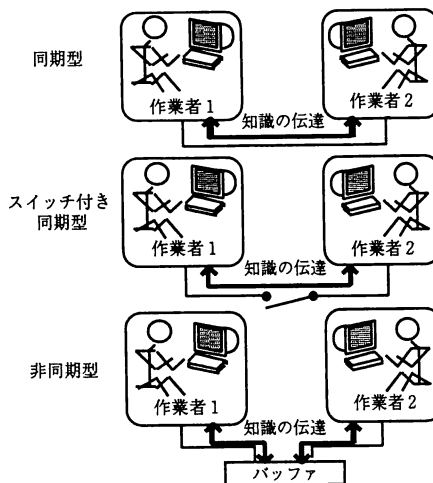 同期型
作業者1
作業者2
知識の伝達
スイッチ付き
同期型
作業者1
作業者2
知識の伝達
非同期型
作業者1
作業者2
知識の伝達
バッファ